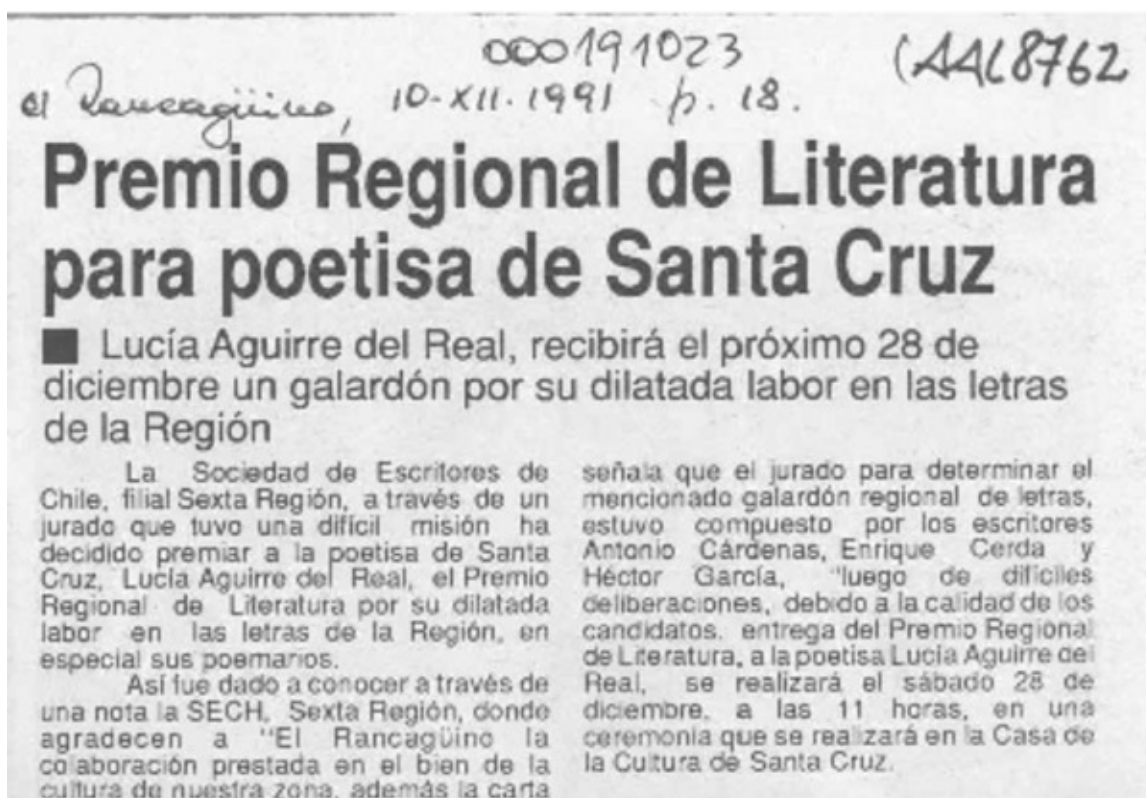 000191023
(AAL8762
el Rancagüino, 10-XII-1991 p. 18.
Premio Regional de Literatura
para poetisa de Santa Cruz
■ Lucía Aguirre del Real, recibirá el próximo 28 de
diciembre un galardón por su dilatada labor en las letras
de la Región
La Sociedad de Escritores de
Chile, filial Sexta Región, a través de un
jurado que tuvo una difícil misión ha
decidido premiar a la poetisa de Santa
Cruz, Lucía Aguirre del Real, el Premio
Regional de Literatura por su dilatada
labor en las letras de la Región, en
especial sus poemarios.
Así fue dado a conocer a través de
una nota la SECH, Sexta Región, donde
agradecen a "El Rancagüino la
colaboración prestada en el bien de la
cultura de nuestra zona, además la carta
señala que el jurado para determinar el
mencionado galardón regional de letras,
estuvo compuesto por los escritores
Antonio Cárdenas, Enrique Cerda y
Héctor García, "luego de difíciles
deliberaciones, debido a la calidad de los
candidatos, entrega del Premio Regional
de Literatura, a la poetisa Lucía Aguirre del
Real, se realizará el sábado 28 de
diciembre, a las 11 horas, en una
ceremonia que se realizará en la Casa de
la Cultura de Santa Cruz.